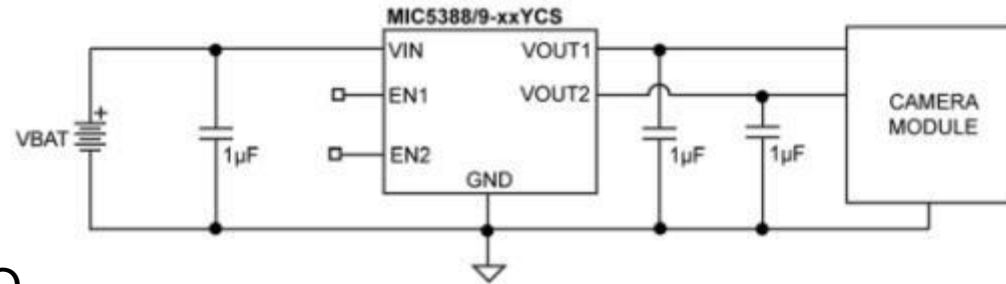 MIC5388/9-xxYCS
VIN
VOUT1
EN1
VOUT2
CAMERA
MODULE
+
VBAT
1µF
EN2
1µF
1µF
GND